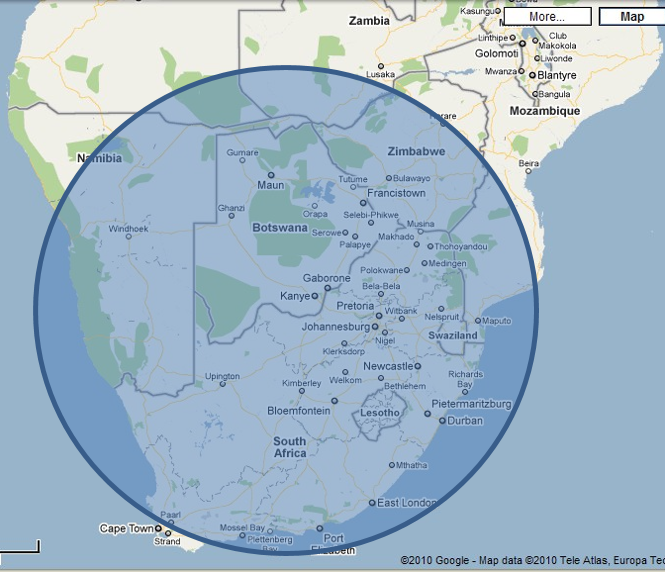 Kasungu
More...
Map
Zambia
Linthipe
Club
Makokola
Golomoti
Liwonde
Lusaka
Mwanza
Blantyre
Bangula
Mozambique
Harare
Namibia
Gumare
Zimbabwe
Beira
Maun
Tutume
Bulawayo
Francistown
Ghanzi
Orapa
Selebi-Phikwe
Botswana
Serowe
Musina
Windhoek
Palapye
Makhado
Thohoyandou
Medingen
Polokwane
Gaborone
Bela-Bela
Kanye
Pretoria
Witbank
Nelspruit
Maputo
Johannesburg
Nigel
Swaziland
Klerksdorp
Newcastle
Upington
Welkom
Richards
Bay
Kimberley
Bethlehem
Bloemfontein
Lesotho
Pietermaritzburg
Durban
South
Africa
Mthatha
East London
Paarl
Cape Town
Strand
Mossel Bay
Plettenberg
Bay
Port
Elizabeth
©2010 Google - Map data ©2010 Tele Atlas, Europa Tec